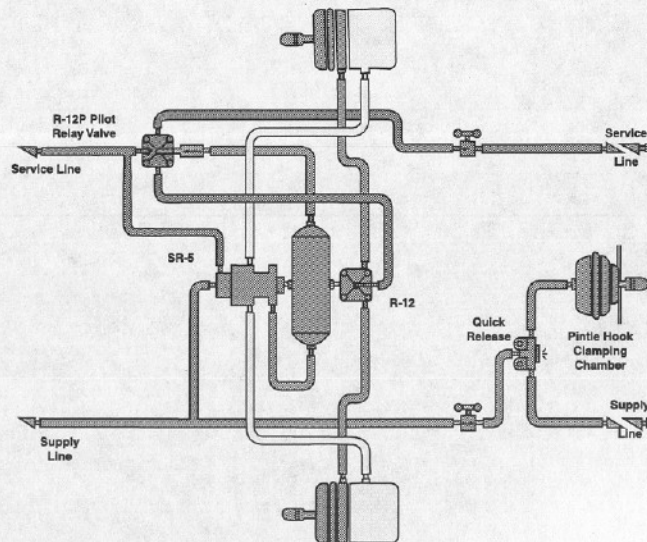 R-12P Pilot
Relay Valve
Service Line
Service
Line
SR-5
R-12
Quick
Release
Pintle Hook
Clamping
Chamber
Supply
Line
Supply
Line